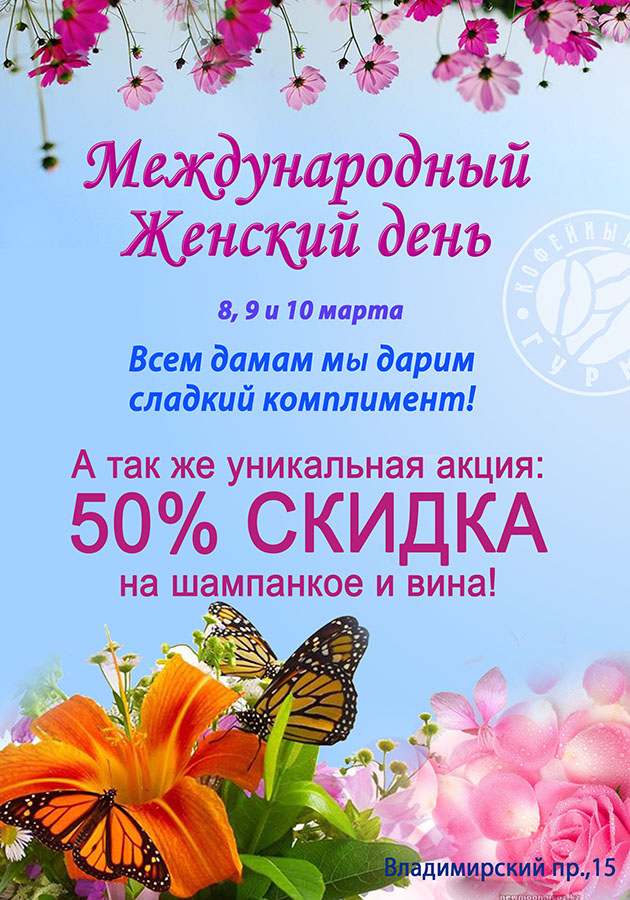 Международный
Женский день
КОФЕЙНЫЙ
8, 9 и 10 марта
Всем дамам мы дарим
сладкий комплимент!
А так же уникальная акция:
50% СКИДКА
на шампанкое и вина!
Владимирский пр.,15